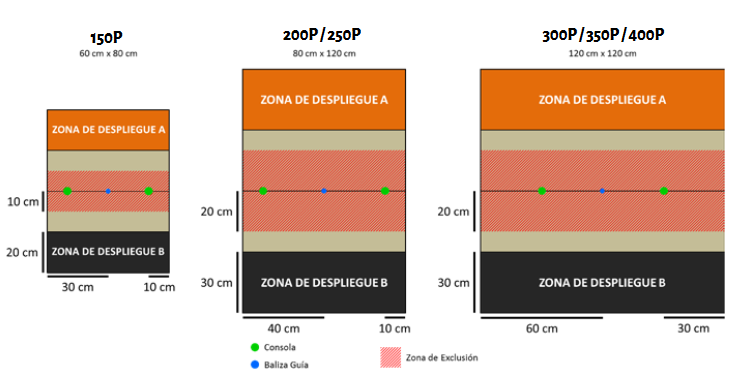 150P
60 cm x 80 cm
ZONA DE DESPLIEGUE A
10 cm
20 cm
ZONA DE DESPLIEGUE B
30 cm
10 cm
200P / 250P
80 cm x 120 cm
ZONA DE DESPLIEGUE A
20 cm
30 cm
ZONA DE DESPLIEGUE B
40 cm
10 cm
300P / 350P / 400P
120 cm x 120 cm
ZONA DE DESPLIEGUE A
20 cm
30 cm
ZONA DE DESPLIEGUE B
60 cm
30 cm
Consola
Baliza Guía
Zona de Exclusión